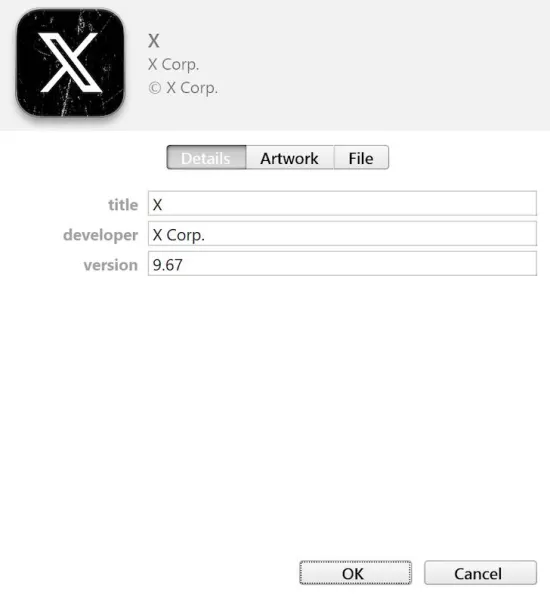 X
X Corp.
© X Corp.
Details Artwork File
title X
developer X Corp.
version 9.67
OK Cancel